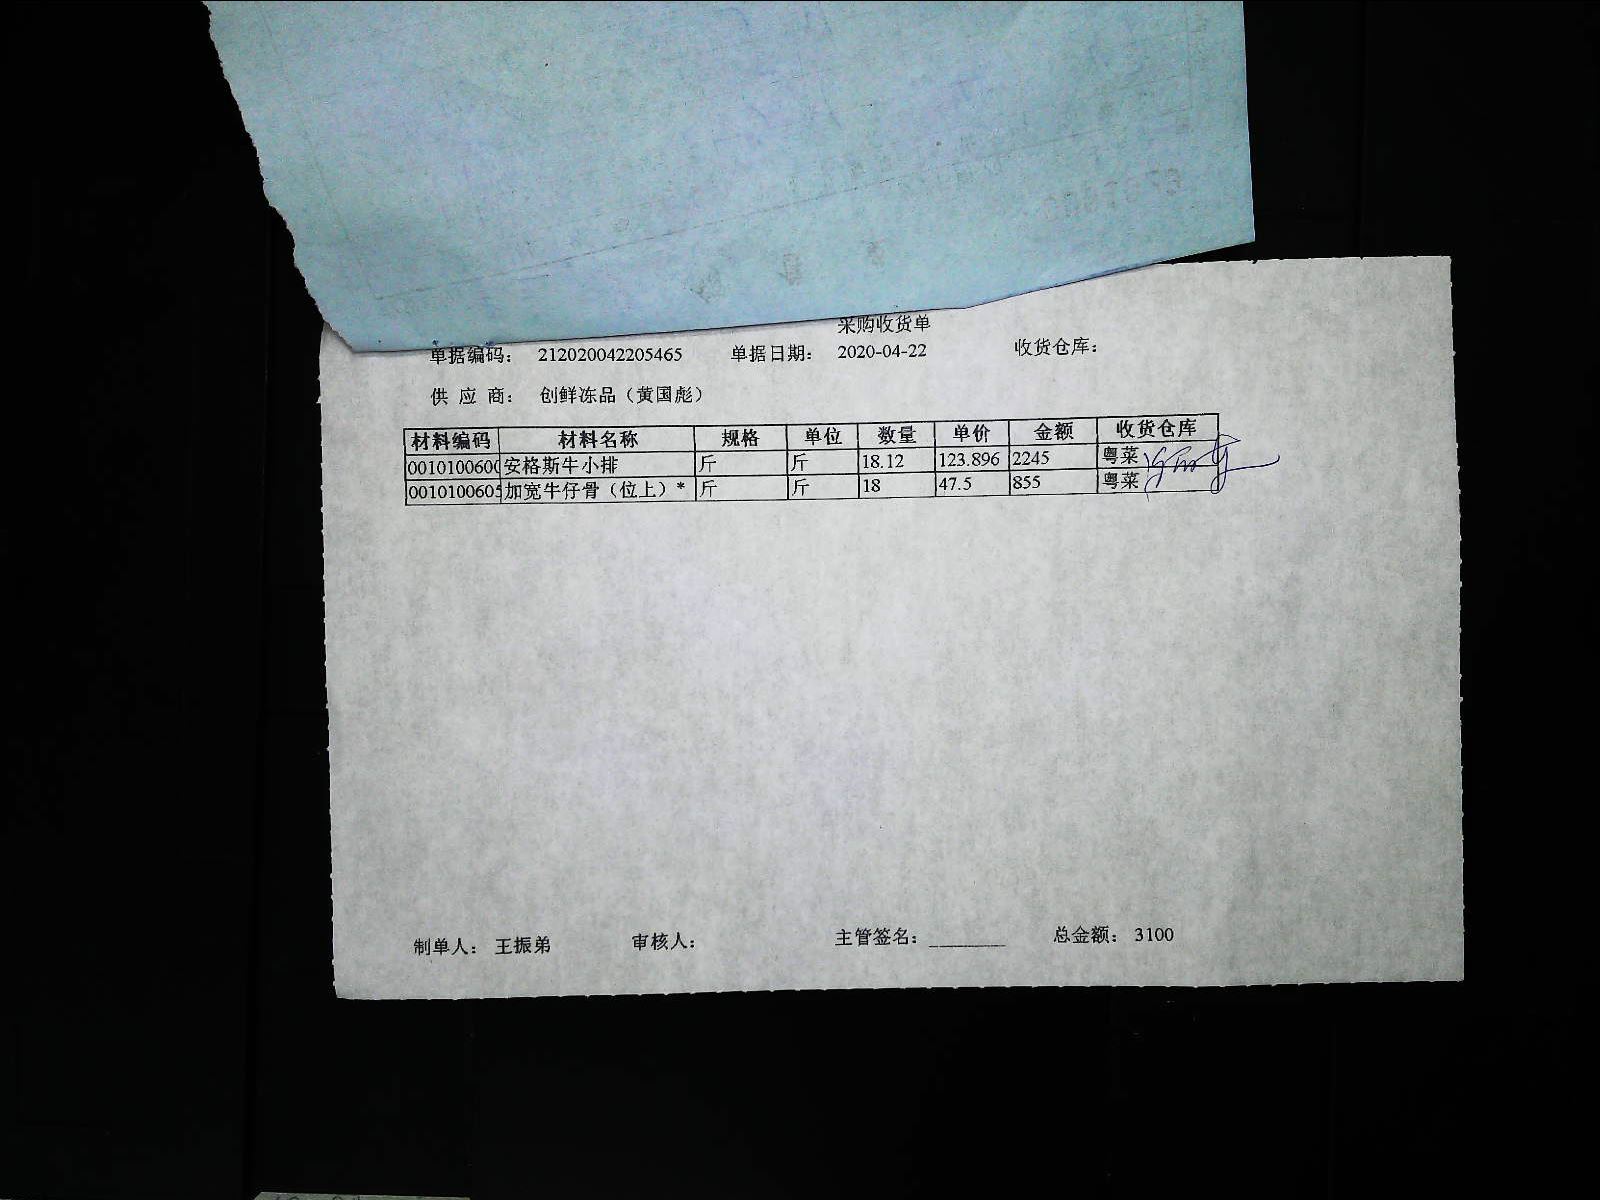 采购收货单
单据编码： 212020042205465 单据日期： 2020-04-22 收货仓库：
供 应 商： 创鲜冻品（黄国彪）
材料编码 材料名称 规格 单位 数量 单价 金额 收货仓库
0010100600 安格斯牛小排 斤 斤 18.12 123.896 2245 粤菜
0010100605 加宽牛仔骨（位上）* 斤 斤 18 47.5 855 粤菜
制单人： 王振弟 审核人： 主管签名：________ 总金额： 3100